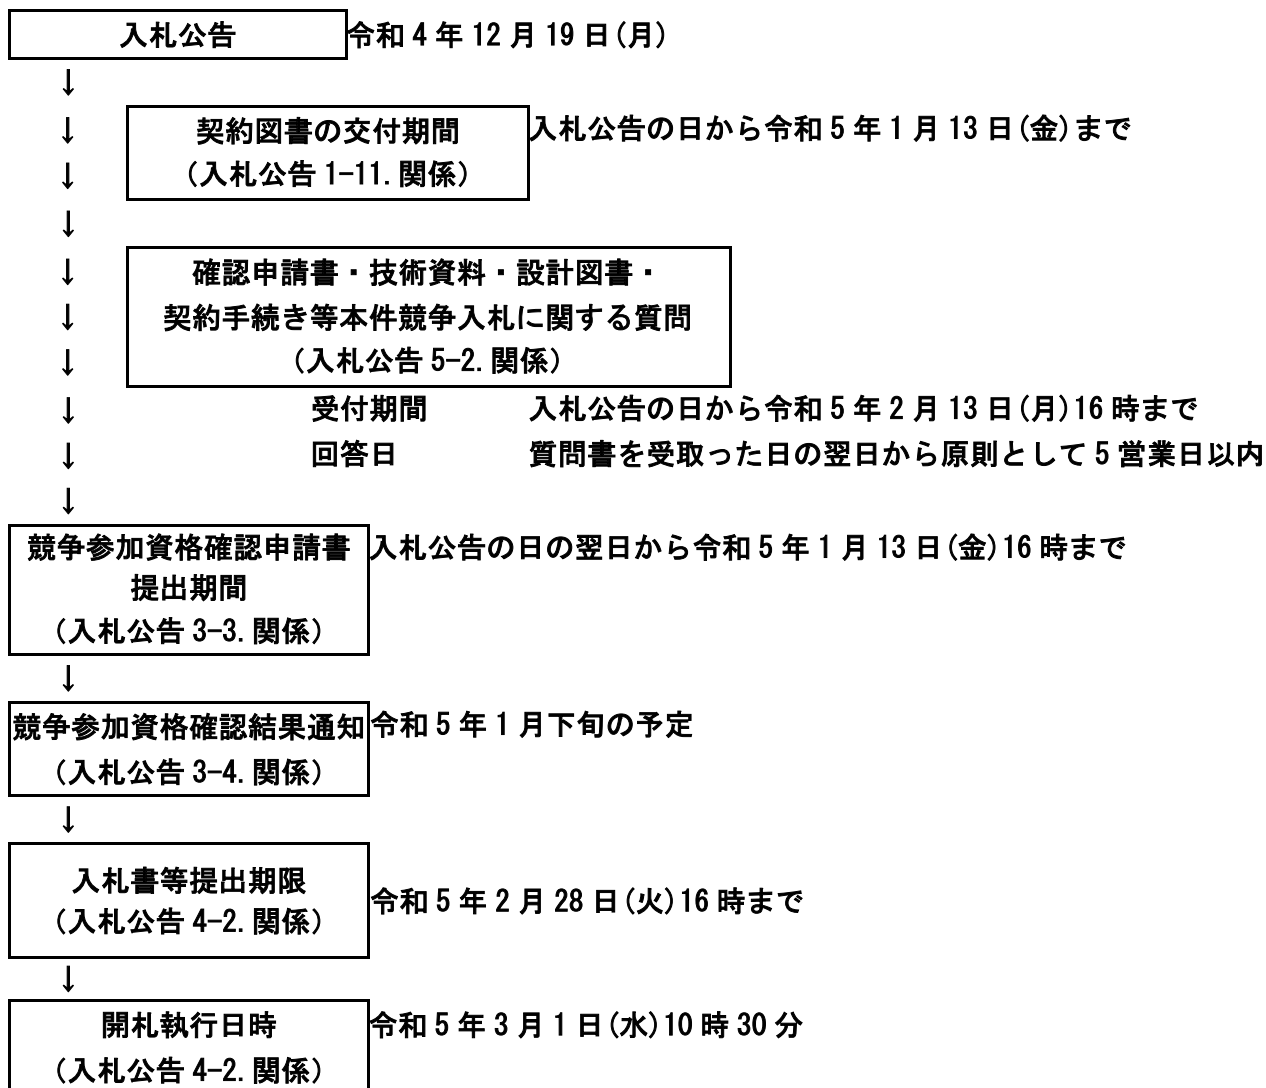 入札公告 令和4年12月19日(月)
↓
↓ 契約図書の交付期間 入札公告の日から令和5年1月13日(金)まで
↓ (入札公告1-11.関係)
↓
↓ 確認申請書・技術資料・設計図書・
↓ 契約手続き等本件競争入札に関する質問
↓ (入札公告5-2.関係)
↓ 受付期間 入札公告の日から令和5年2月13日(月)16時まで
↓ 回答日 質問書を受取った日の翌日から原則として5営業日以内
↓
競争参加資格確認申請書 入札公告の日の翌日から令和5年1月13日(金)16時まで
提出期間
(入札公告3-3.関係)
↓
競争参加資格確認結果通知 令和5年1月下旬の予定
(入札公告3-4.関係)
↓
入札書等提出期限
令和5年2月28日(火)16時まで
(入札公告4-2.関係)
↓
開札執行日時 令和5年3月1日(水)10時30分
(入札公告4-2.関係)